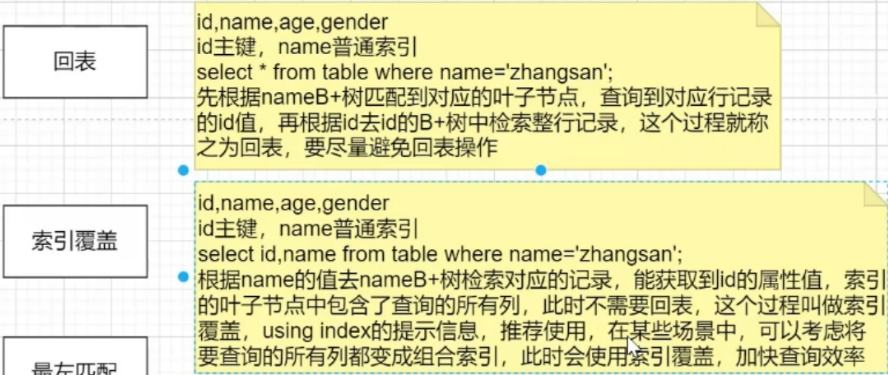 回表
id,name,age,gender
id主键，name普通索引
select * from table where name='zhangsan';
先根据nameB+树匹配到对应的叶子节点，查询到对应行记录
的id值，再根据id去id的B+树中检索整行记录，这个过程就称
之为回表，要尽量避免回表操作
索引覆盖
id,name,age,gender
id主键，name普通索引
select id,name from table where name='zhangsan';
根据name的值去nameB+树检索对应的记录，能获取到id的属性值，索引
的叶子节点中包含了查询的所有列，此时不需要回表，这个过程叫做索引
覆盖，using index的提示信息，推荐使用，在某些场景中，可以考虑将
要查询的所有列都变成组合索引，此时会使用索引覆盖，加快查询效率
最左匹配